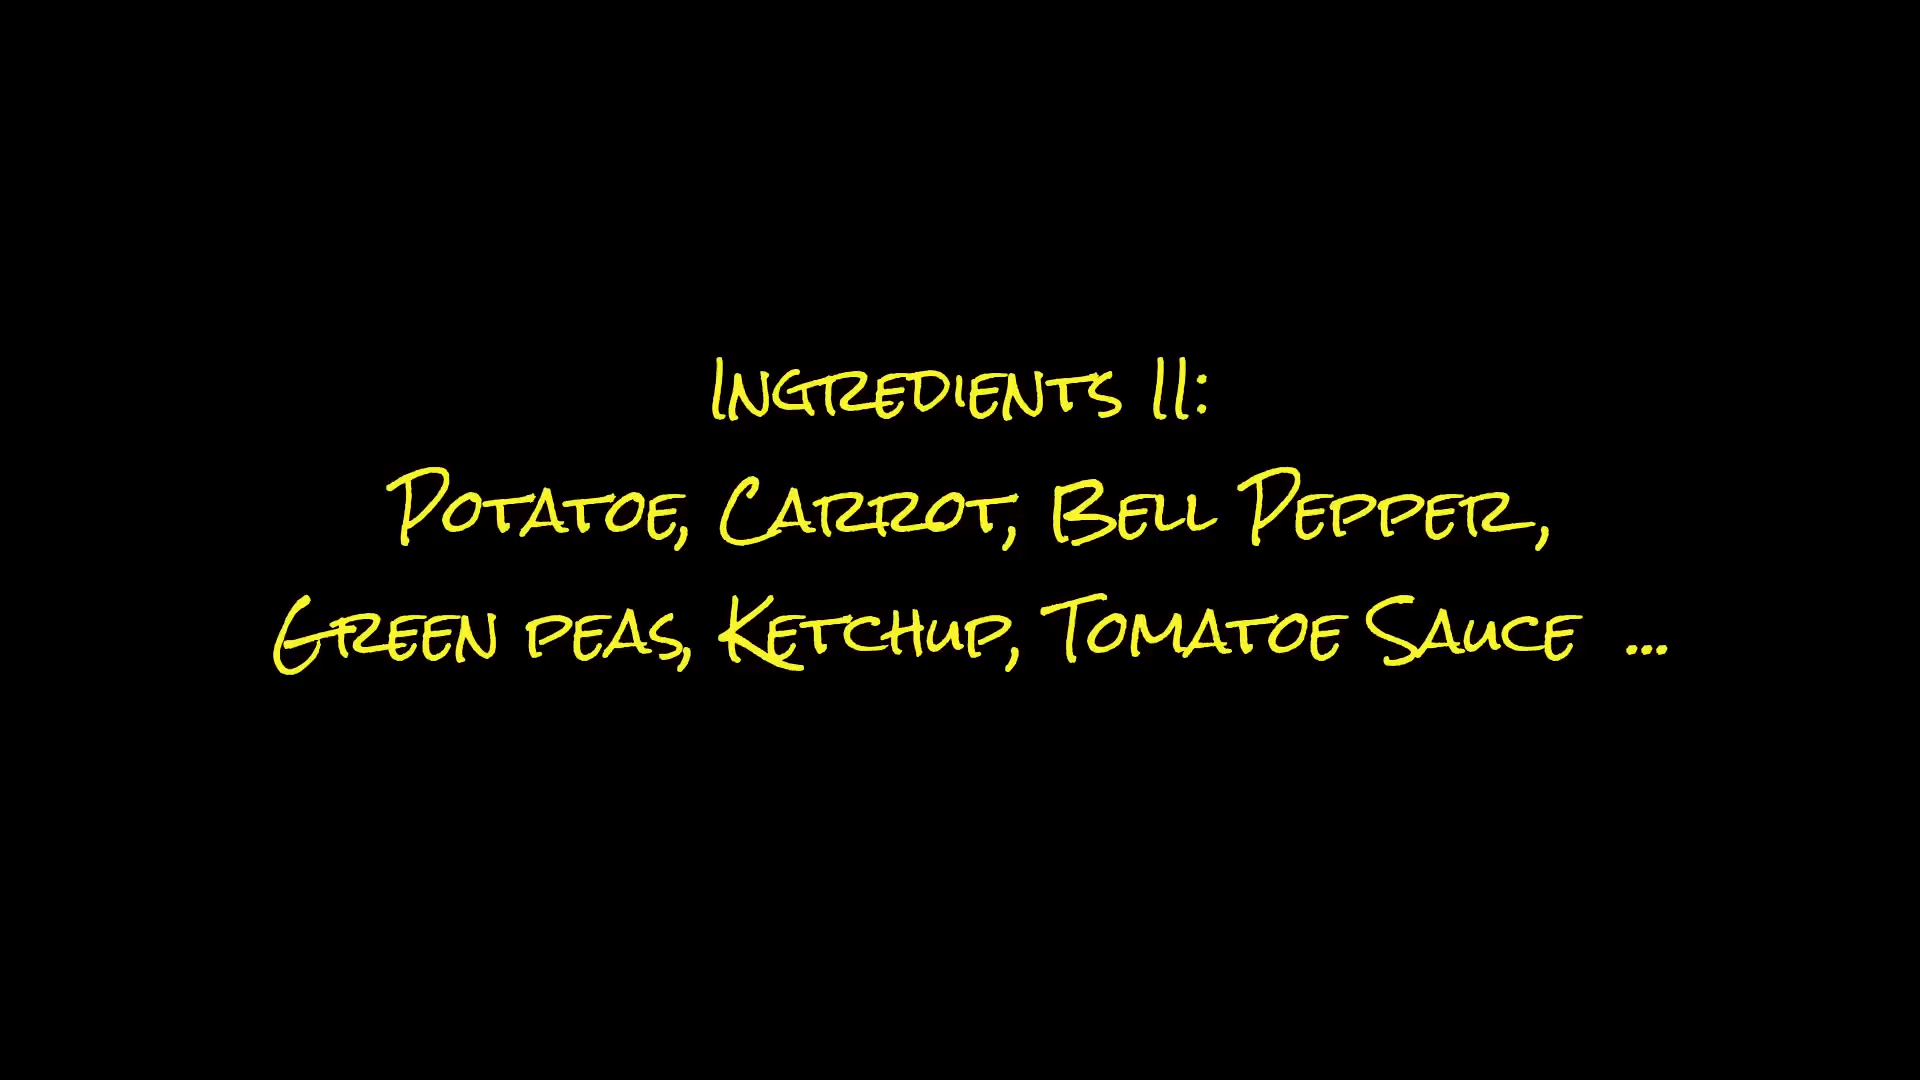 Ingredients II:
Potatoe, Carrot, Bell Pepper,
Green peas, Ketchup, Tomatoe Sauce ...